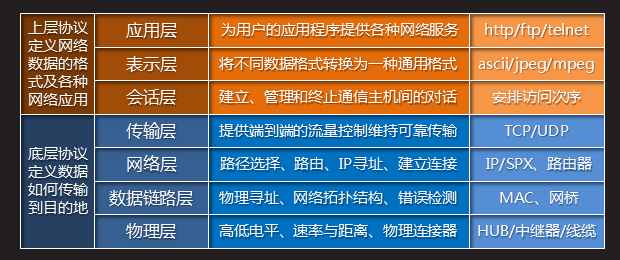 上层协议
定义网络
数据的格
式及各种
网络应用
应用层
为用户的应用程序提供各种网络服务
http/ftp/telnet
表示层
将不同数据格式转换为一种通用格式
ascii/jpeg/mpeg
会话层
建立、管理和终止通信主机间的对话
安排访问次序
底层协议
定义数据
如何传输
到目的地
传输层
提供端到端的流量控制维持可靠传输
TCP/UDP
网络层
路径选择、路由、IP寻址、建立连接
IP/SPX、路由器
数据链路层
物理寻址、网络拓扑结构、错误检测
MAC、网桥
物理层
高低电平、速率与距离、物理连接器
HUB/中继器/线缆